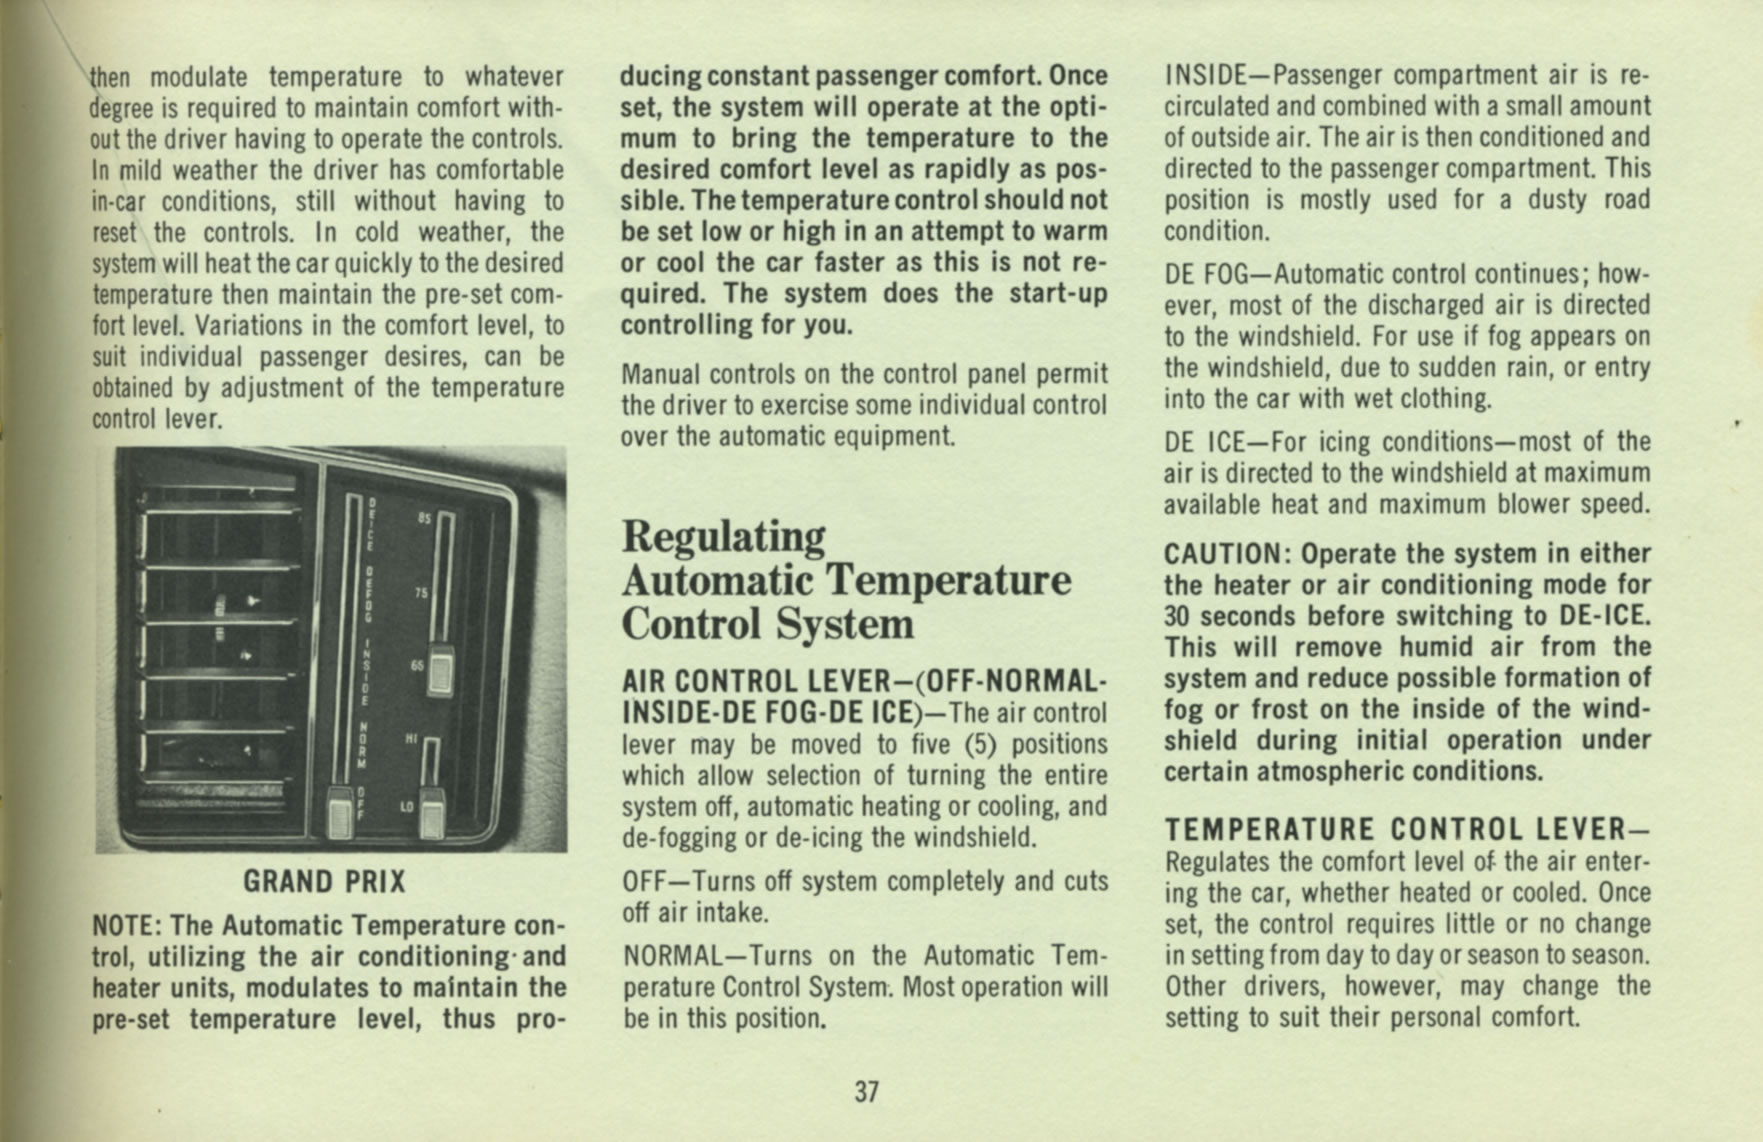 then modulate temperature to whatever
degree is required to maintain comfort with-
out the driver having to operate the controls.
In mild weather the driver has comfortable
in-car conditions, still without having to
reset the controls. In cold weather, the
system will heat the car quickly to the desired
temperature then maintain the pre-set com-
fort level. Variations in the comfort level, to
suit individual passenger desires, can be
obtained by adjustment of the temperature
control lever.
DEICE
DEFOG
INSIDE
NORM
OFF
85
75
65
HI
LO
GRAND PRIX
NOTE: The Automatic Temperature con-
trol, utilizing the air conditioning and
heater units, modulates to maintain the
pre-set temperature level, thus pro-
ducing constant passenger comfort. Once
set, the system will operate at the opti-
mum to bring the temperature to the
desired comfort level as rapidly as pos-
sible. The temperature control should not
be set low or high in an attempt to warm
or cool the car faster as this is not re-
quired. The system does the start-up
controlling for you.
Manual controls on the control panel permit
the driver to exercise some individual control
over the automatic equipment.
Regulating
Automatic Temperature
Control System
AIR CONTROL LEVER—(OFF-NORMAL-
INSIDE-DE FOG-DE ICE)—The air control
lever may be moved to five (5) positions
which allow selection of turning the entire
system off, automatic heating or cooling, and
de-fogging or de-icing the windshield.
OFF—Turns off system completely and cuts
off air intake.
NORMAL—Turns on the Automatic Tem-
perature Control System. Most operation will
be in this position.
INSIDE—Passenger compartment air is re-
circulated and combined with a small amount
of outside air. The air is then conditioned and
directed to the passenger compartment. This
position is mostly used for a dusty road
condition.
DE FOG—Automatic control continues; how-
ever, most of the discharged air is directed
to the windshield. For use if fog appears on
the windshield, due to sudden rain, or entry
into the car with wet clothing.
DE ICE—For icing conditions—most of the
air is directed to the windshield at maximum
available heat and maximum blower speed.
CAUTION: Operate the system in either
the heater or air conditioning mode for
30 seconds before switching to DE-ICE.
This will remove humid air from the
system and reduce possible formation of
fog or frost on the inside of the wind-
shield during initial operation under
certain atmospheric conditions.
TEMPERATURE CONTROL LEVER—
Regulates the comfort level of the air enter-
ing the car, whether heated or cooled. Once
set, the control requires little or no change
in setting from day to day or season to season.
Other drivers, however, may change the
setting to suit their personal comfort.
37